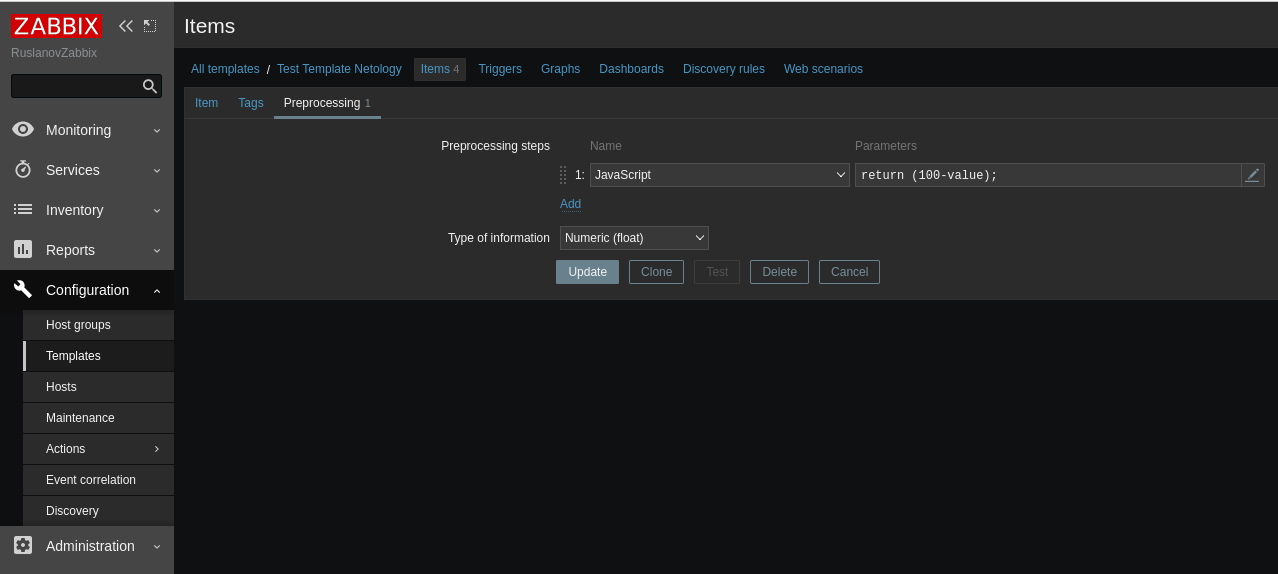 ZABBIX
RuslanovZabbix
Monitoring
Services
Inventory
Reports
Configuration
Host groups
Templates
Hosts
Maintenance
Actions
Event correlation
Discovery
Administration
Items
All templates / Test Template Netology Items 4 Triggers Graphs Dashboards Discovery rules Web scenarios
Item Tags Preprocessing 1
Preprocessing steps Name Parameters
1: JavaScript return (100-value);
Add
Type of information Numeric (float)
Update Clone Test Delete Cancel